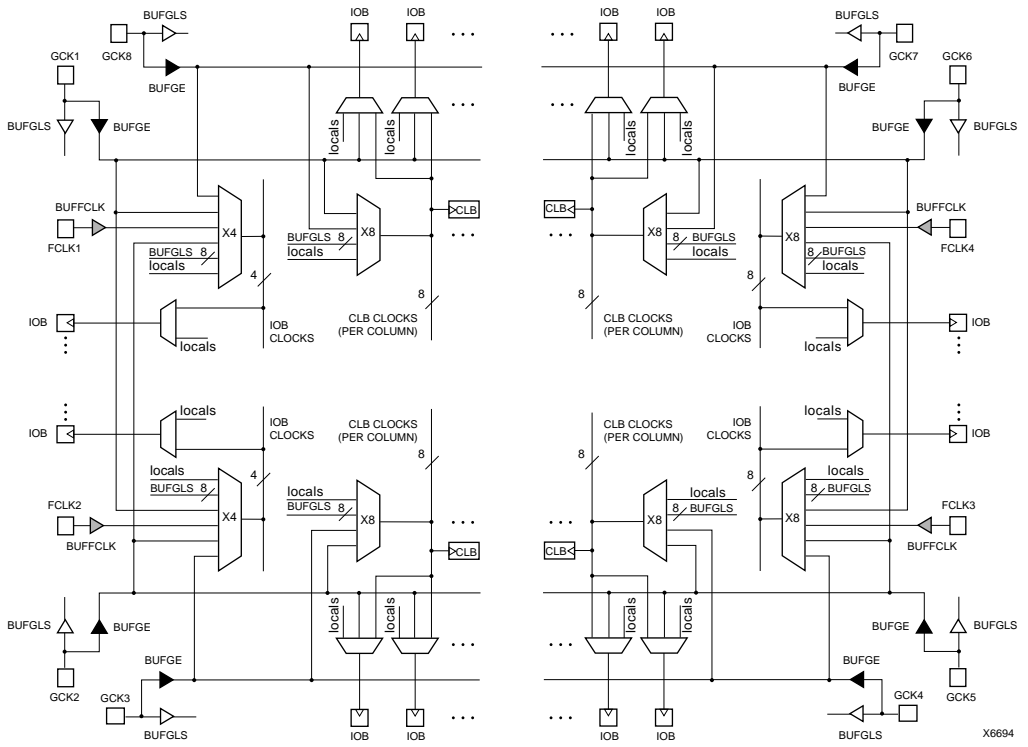 BUFGLS
IOB
IOB
IOB
IOB
BUFGLS
GCK8
GCK7
GCK1
GCK6
BUFGE
BUFGE
BUFGLS
BUFGE
locals
locals
locals
locals
BUFGE
BUFGLS
BUFFCLK
X4
X8
CLB
CLB
X8
X8
BUFFCLK
FCLK1
BUFGLS 8
locals
BUFGLS 8
locals
8 BUFGLS
locals
8 BUFGLS
locals
FCLK4
4
8
8
8
IOB
locals
IOB
CLOCKS
CLB CLOCKS
(PER COLUMN)
CLB CLOCKS
(PER COLUMN)
IOB
CLOCKS
locals
IOB
IOB
locals
IOB
CLOCKS
CLB CLOCKS
(PER COLUMN)
CLB CLOCKS
(PER COLUMN)
IOB
CLOCKS
locals
IOB
4
8
8
8
FCLK2
locals
BUFGLS 8
locals
BUFGLS 8
locals
8 BUFGLS
locals
8 BUFGLS
FCLK3
X4
X8
X8
X8
BUFFCLK
CLB
CLB
BUFFCLK
BUFGLS
BUFGE
locals
locals
locals
locals
BUFGE
BUFGLS
GCK2
GCK3
BUFGE
BUFGE
GCK4
GCK5
BUFGLS
IOB
IOB
IOB
IOB
BUFGLS
X6694